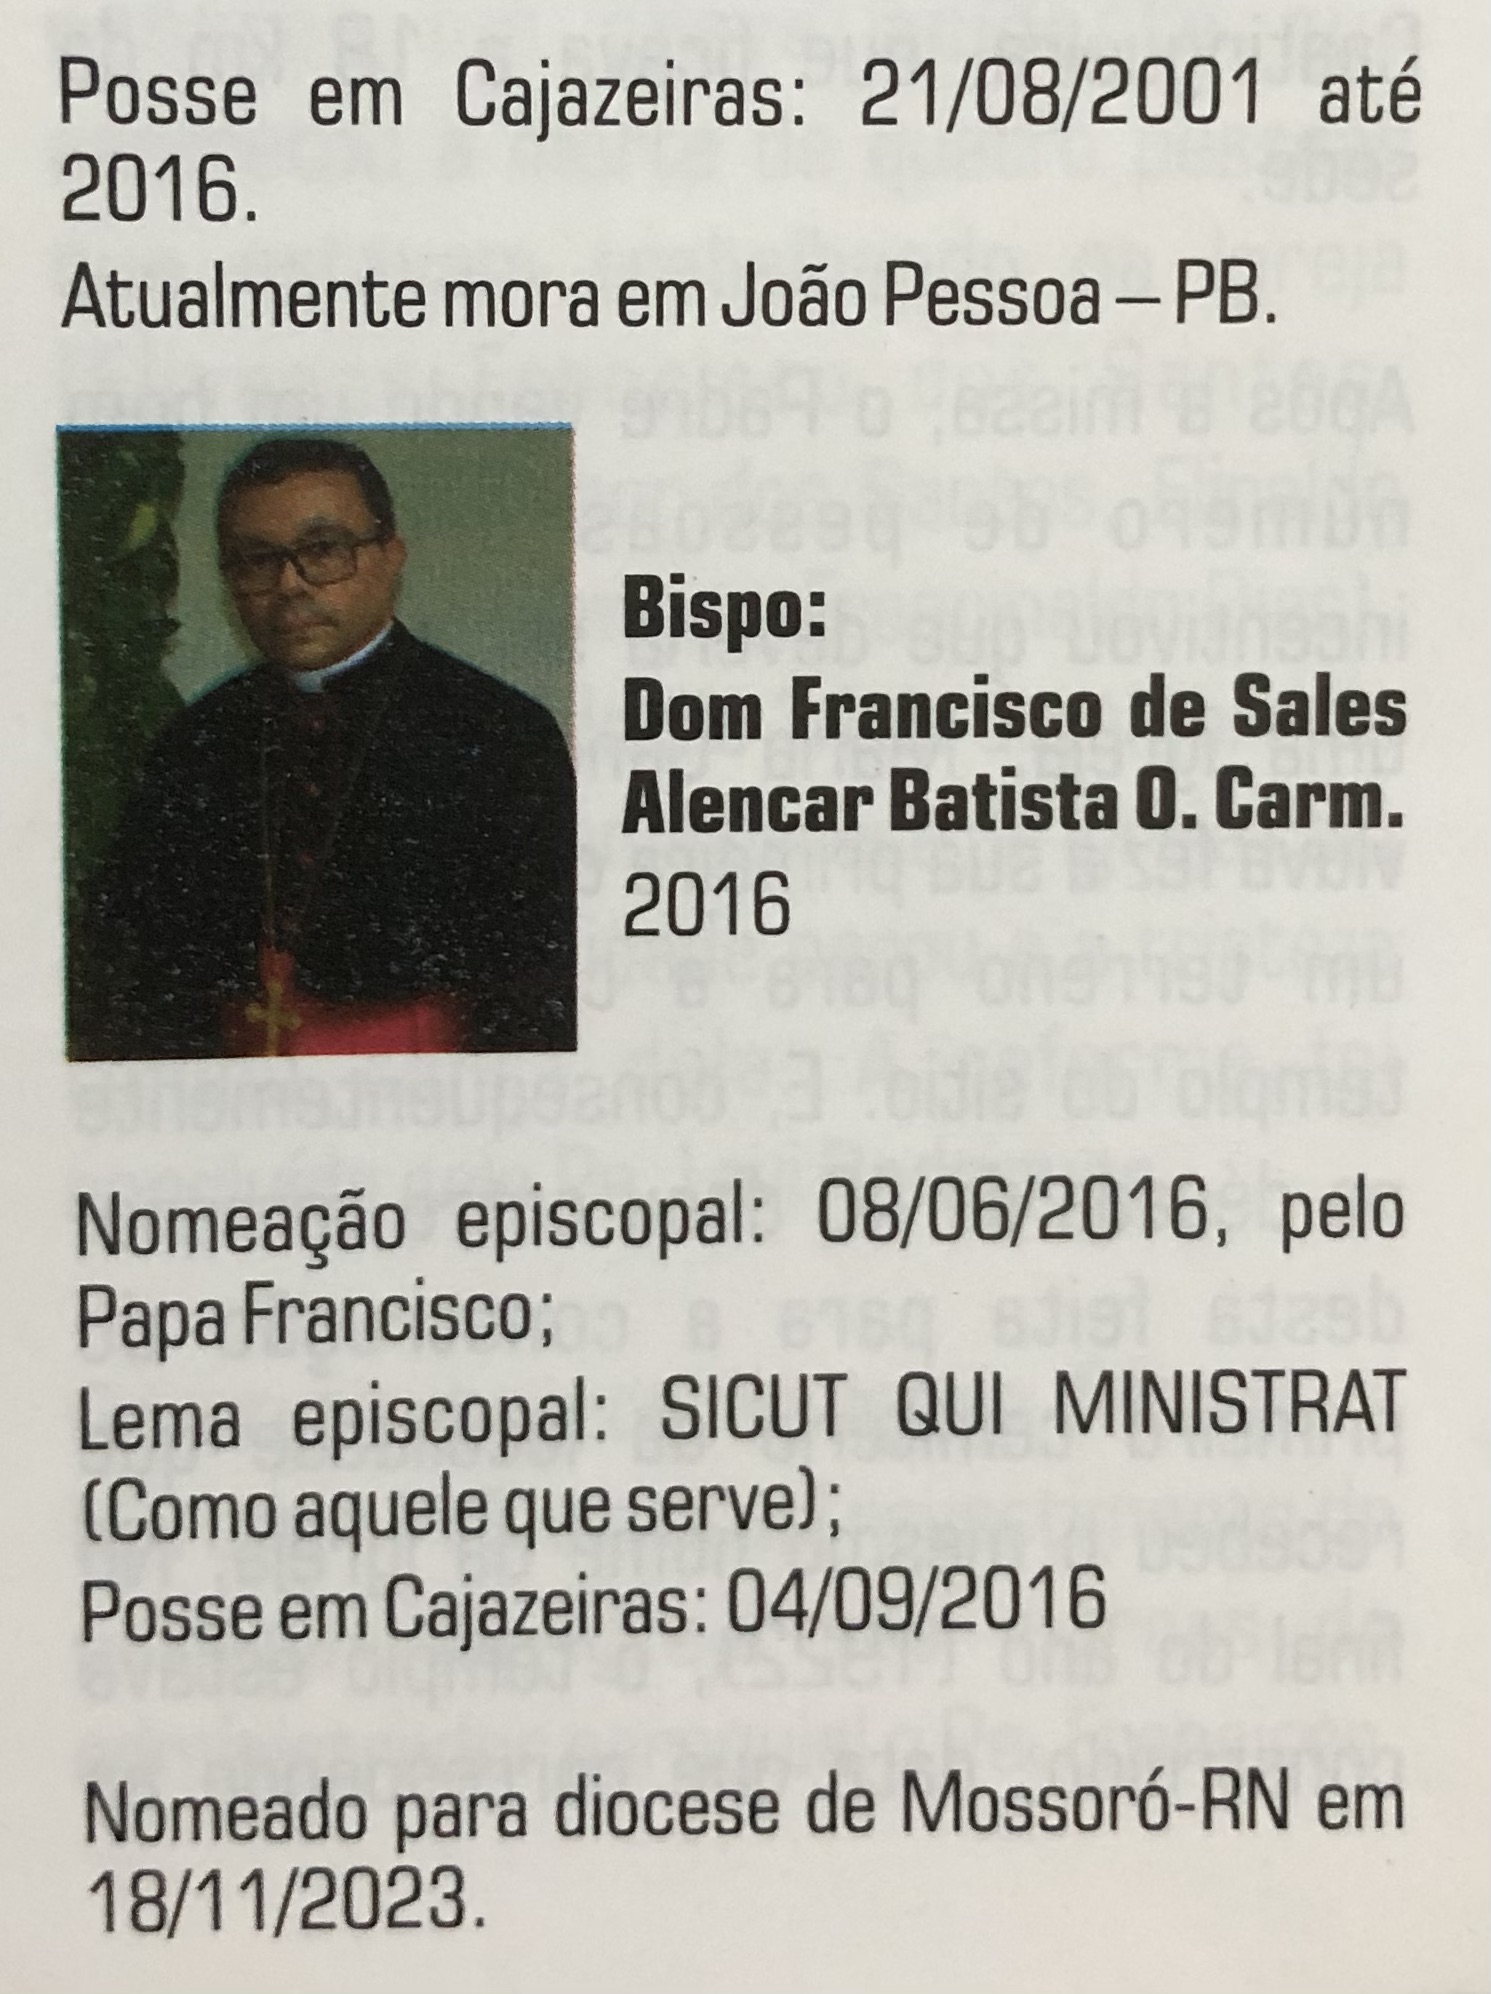 Posse em Cajazeiras: 21/08/2001 até
2016.
Atualmente mora em João Pessoa – PB.
Bispo:
Dom Francisco de Sales
Alencar Batista O. Carm.
2016
Nomeação episcopal: 08/06/2016, pelo
Papa Francisco;
Lema episcopal: SICUT QUI MINISTRAT
(Como aquele que serve);
Posse em Cajazeiras: 04/09/2016
Nomeado para diocese de Mossoró-RN em
18/11/2023.